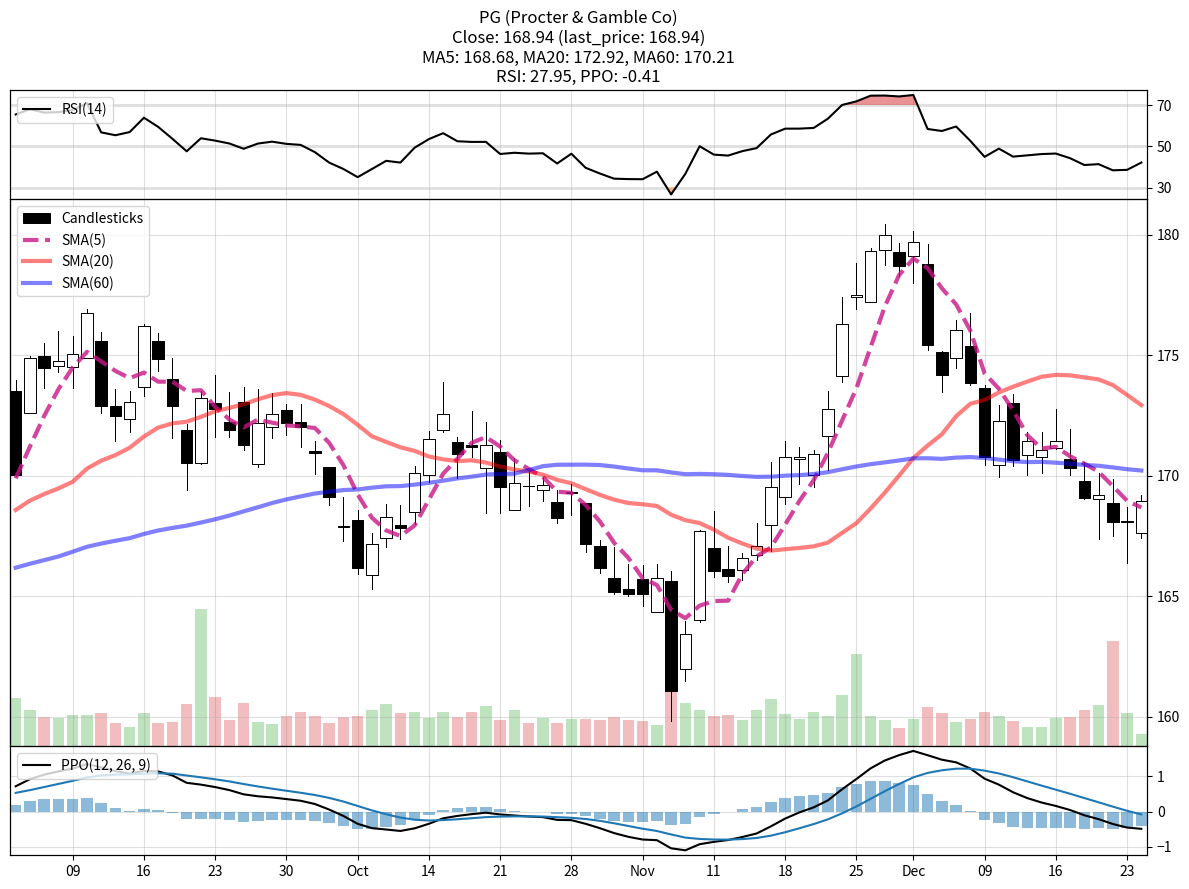 PG (Procter & Gamble Co)
Close: 168.94 (last_price: 168.94)
MA5: 168.68, MA20: 172.92, MA60: 170.21
RSI: 27.95, PPO: -0.41
RSI(14)
70
50
30
Candlesticks
SMA(5)
SMA(20)
SMA(60)
180
175
170
165
160
PPO(12, 26, 9)
1
0
−1
09 16 23 30 Oct 14 21 28 Nov 11 18 25 Dec 09 16 23